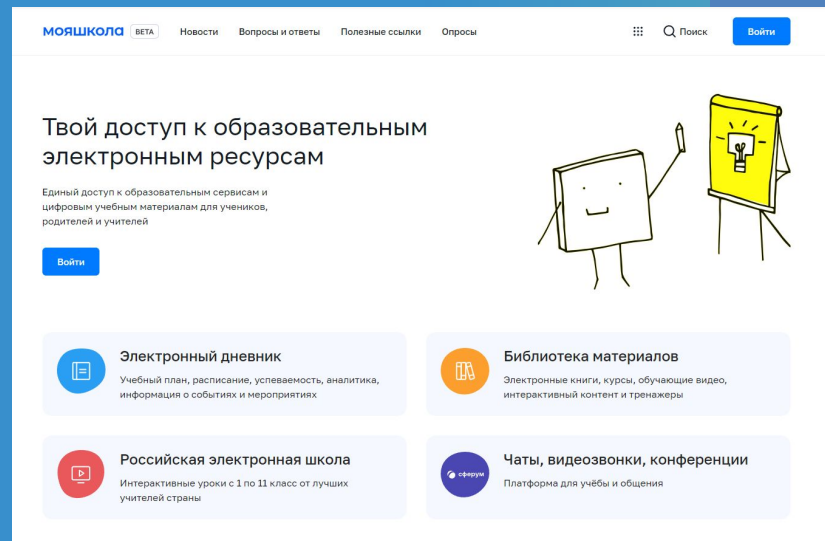 МОЯШКОЛА BETA Новости Вопросы и ответы Полезные ссылки Опросы Поиск Войти
Твой доступ к образовательным
электронным ресурсам
Единый доступ к образовательным сервисам и
цифровым учебным материалам для учеников,
родителей и учителей
Войти
Электронный дневник
Учебный план, расписание, успеваемость, аналитика,
информация о событиях и мероприятиях
Библиотека материалов
Электронные книги, курсы, обучающие видео,
интерактивный контент и тренажеры
Российская электронная школа
Интерактивные уроки с 1 по 11 класс от лучших
учителей страны
сферум
Чаты, видеозвонки, конференции
Платформа для учёбы и общения